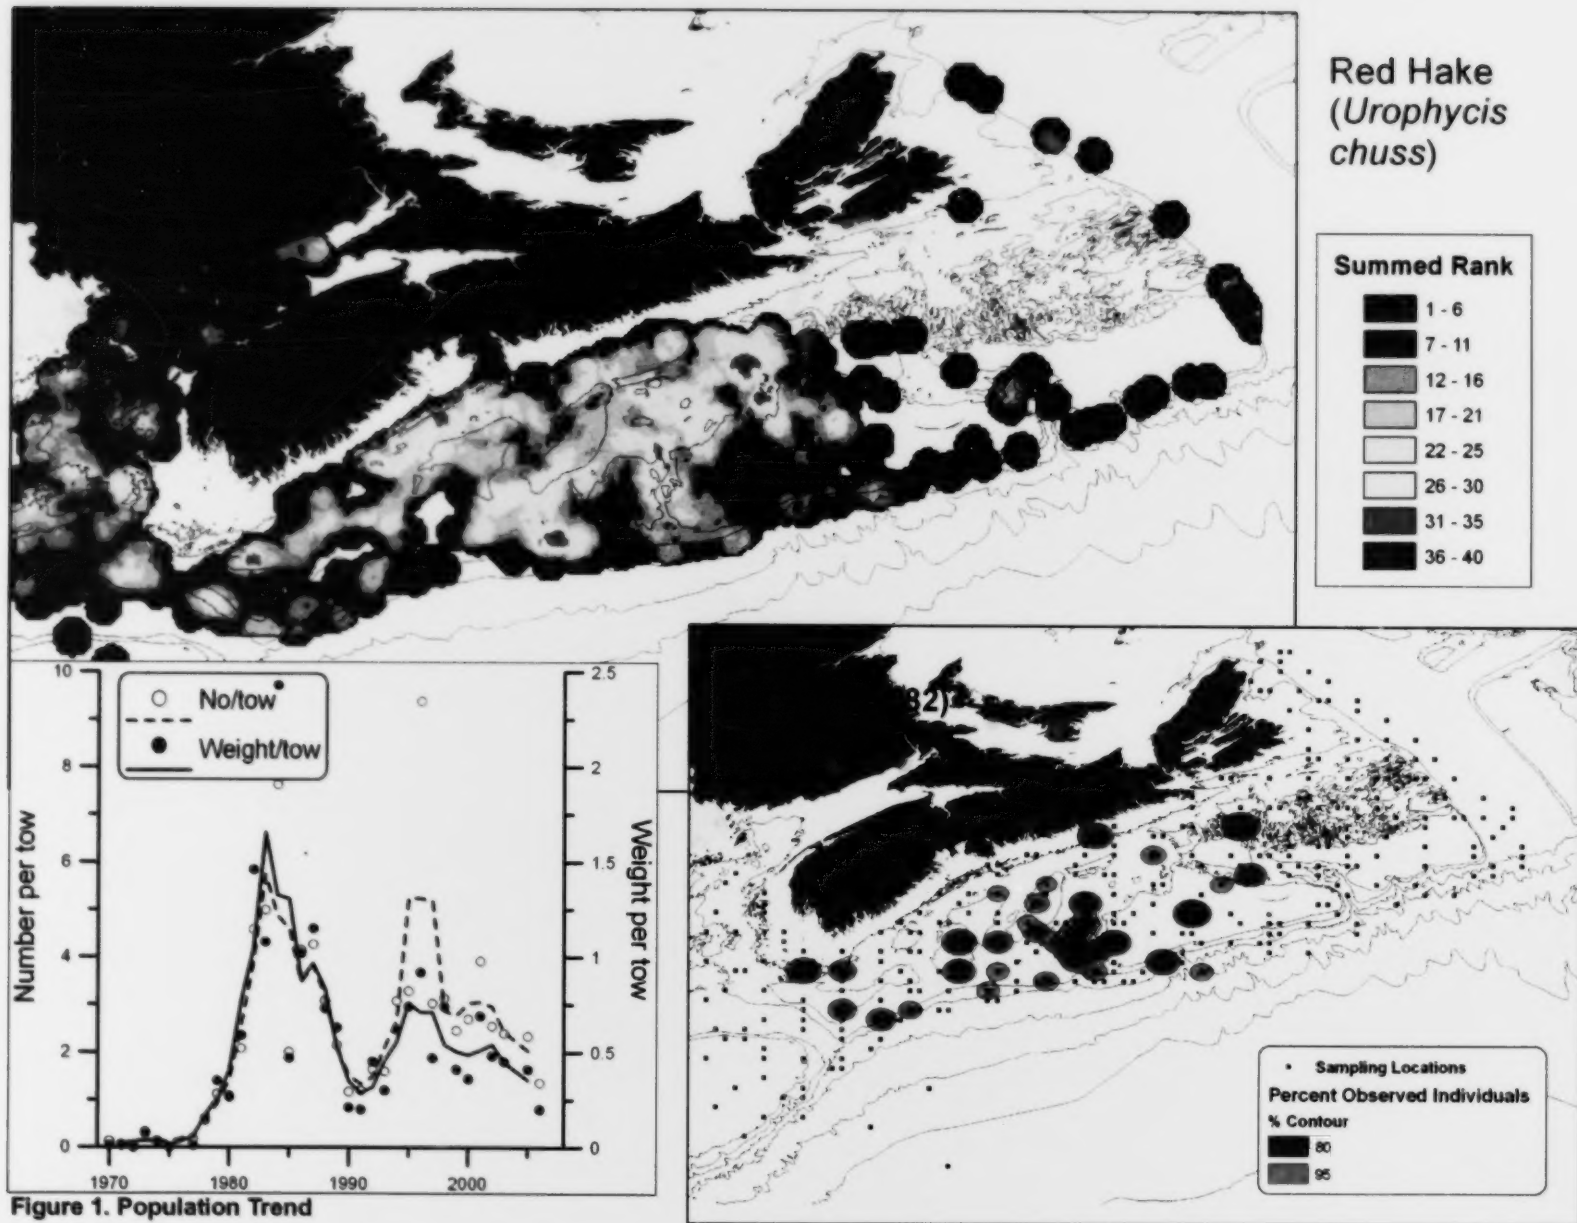 Red Hake
(Urophycis
chuss)
Summed Rank
1 - 6
7 - 11
12 - 16
17 - 21
22 - 25
26 - 30
31 - 35
36 - 40
No/tow
Weight/tow
Number per tow
10
8
6
4
2
0
Weight per tow
2.5
2
1.5
1
0.5
0
1970
1980
1990
2000
Figure 1. Population Trend
82)
Sampling Locations
Percent Observed Individuals
% Contour
80
95